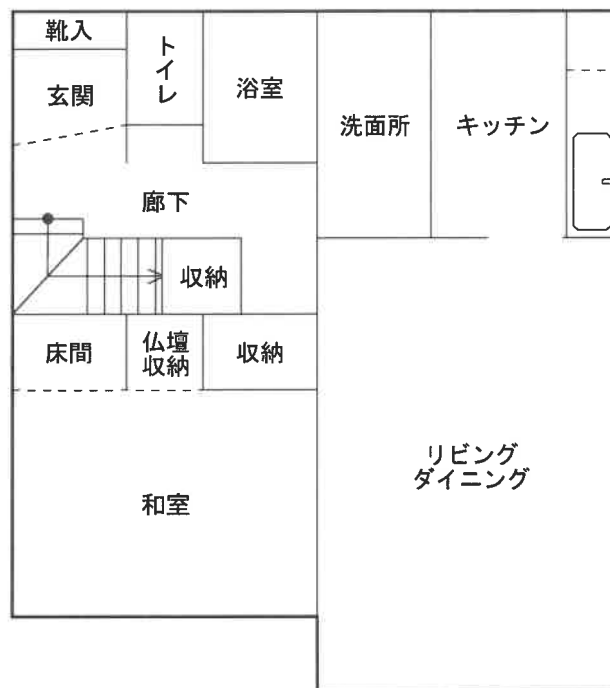 靴入
トイレ
浴室
玄関
洗面所
キッチン
廊下
収納
床間
仏壇
収納
収納
リビング
ダイニング
和室